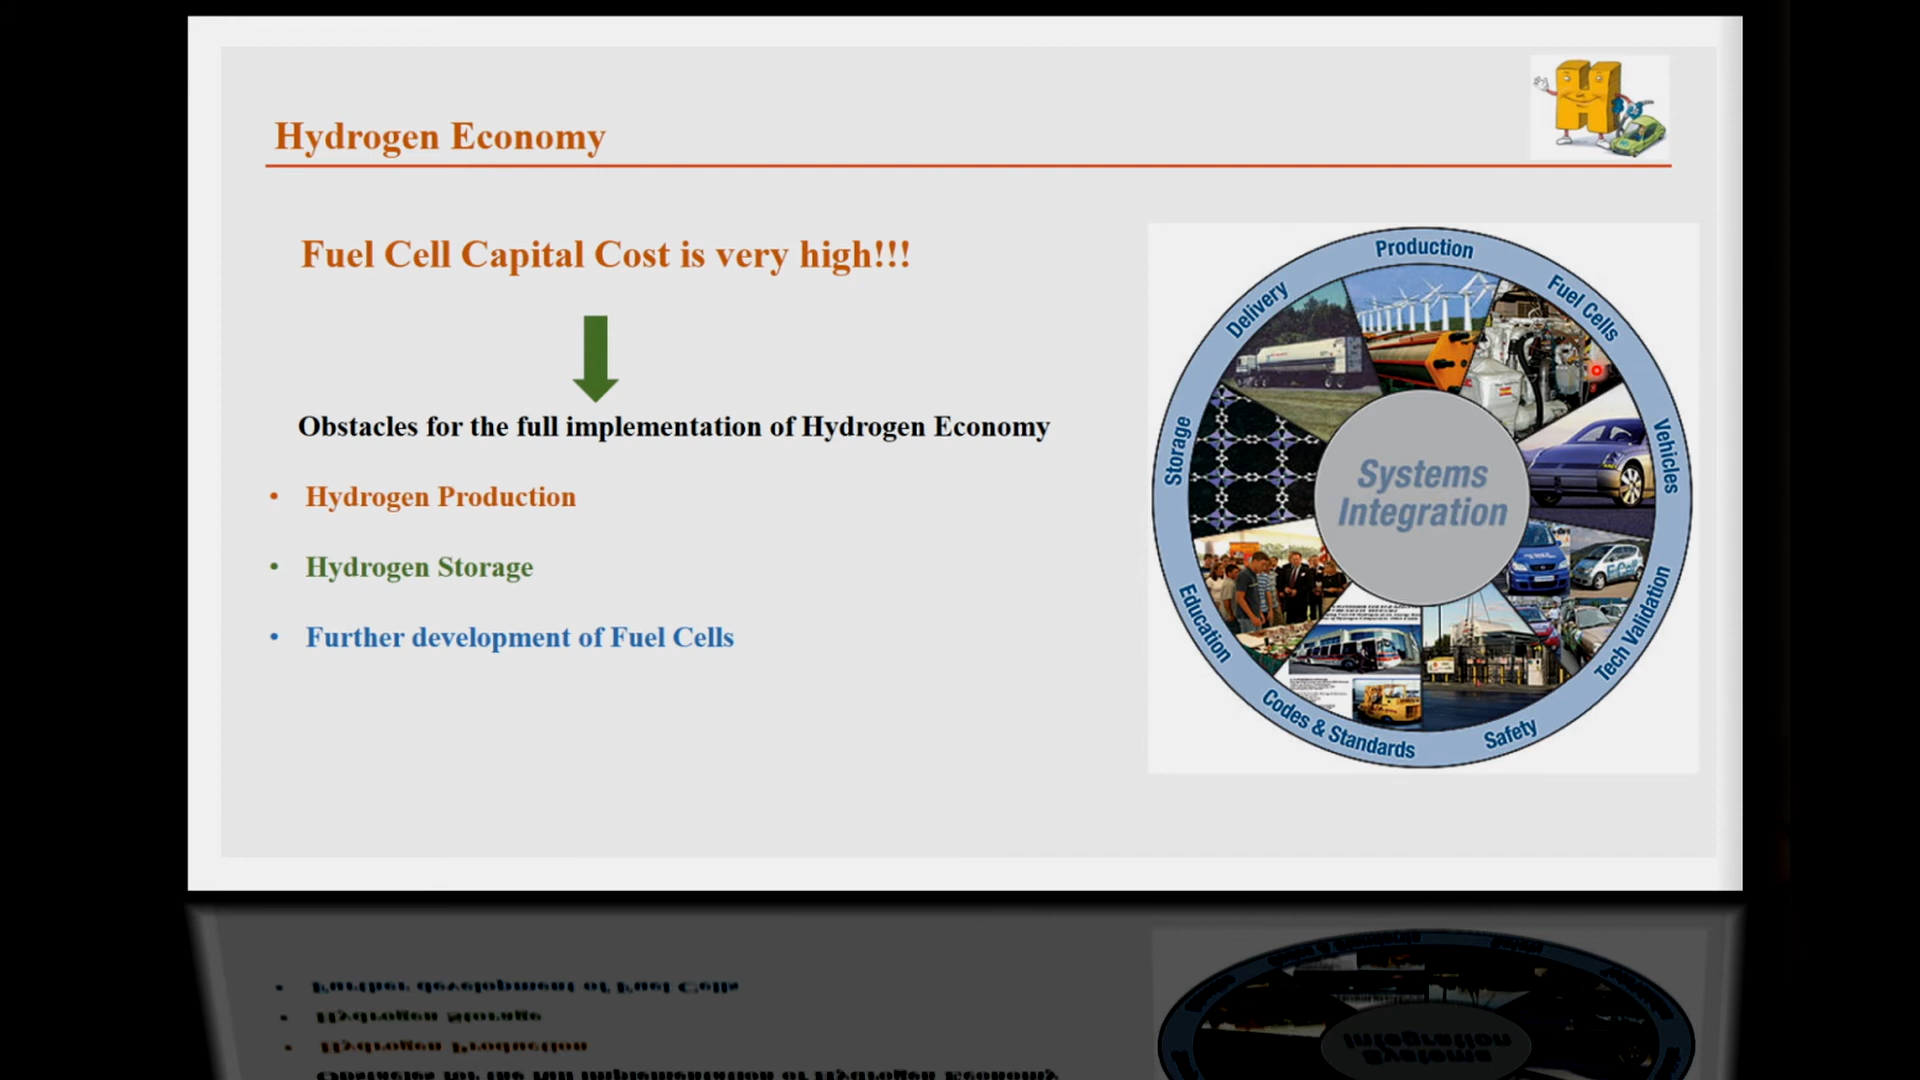 Hydrogen Economy
Fuel Cell Capital Cost is very high!!!
Obstacles for the full implementation of Hydrogen Economy
• Hydrogen Production
• Hydrogen Storage
• Further development of Fuel Cells
Production
Fuel Cells
Vehicles
Tech Validation
Safety
Codes & Standards
Education
Storage
Delivery
Systems
Integration